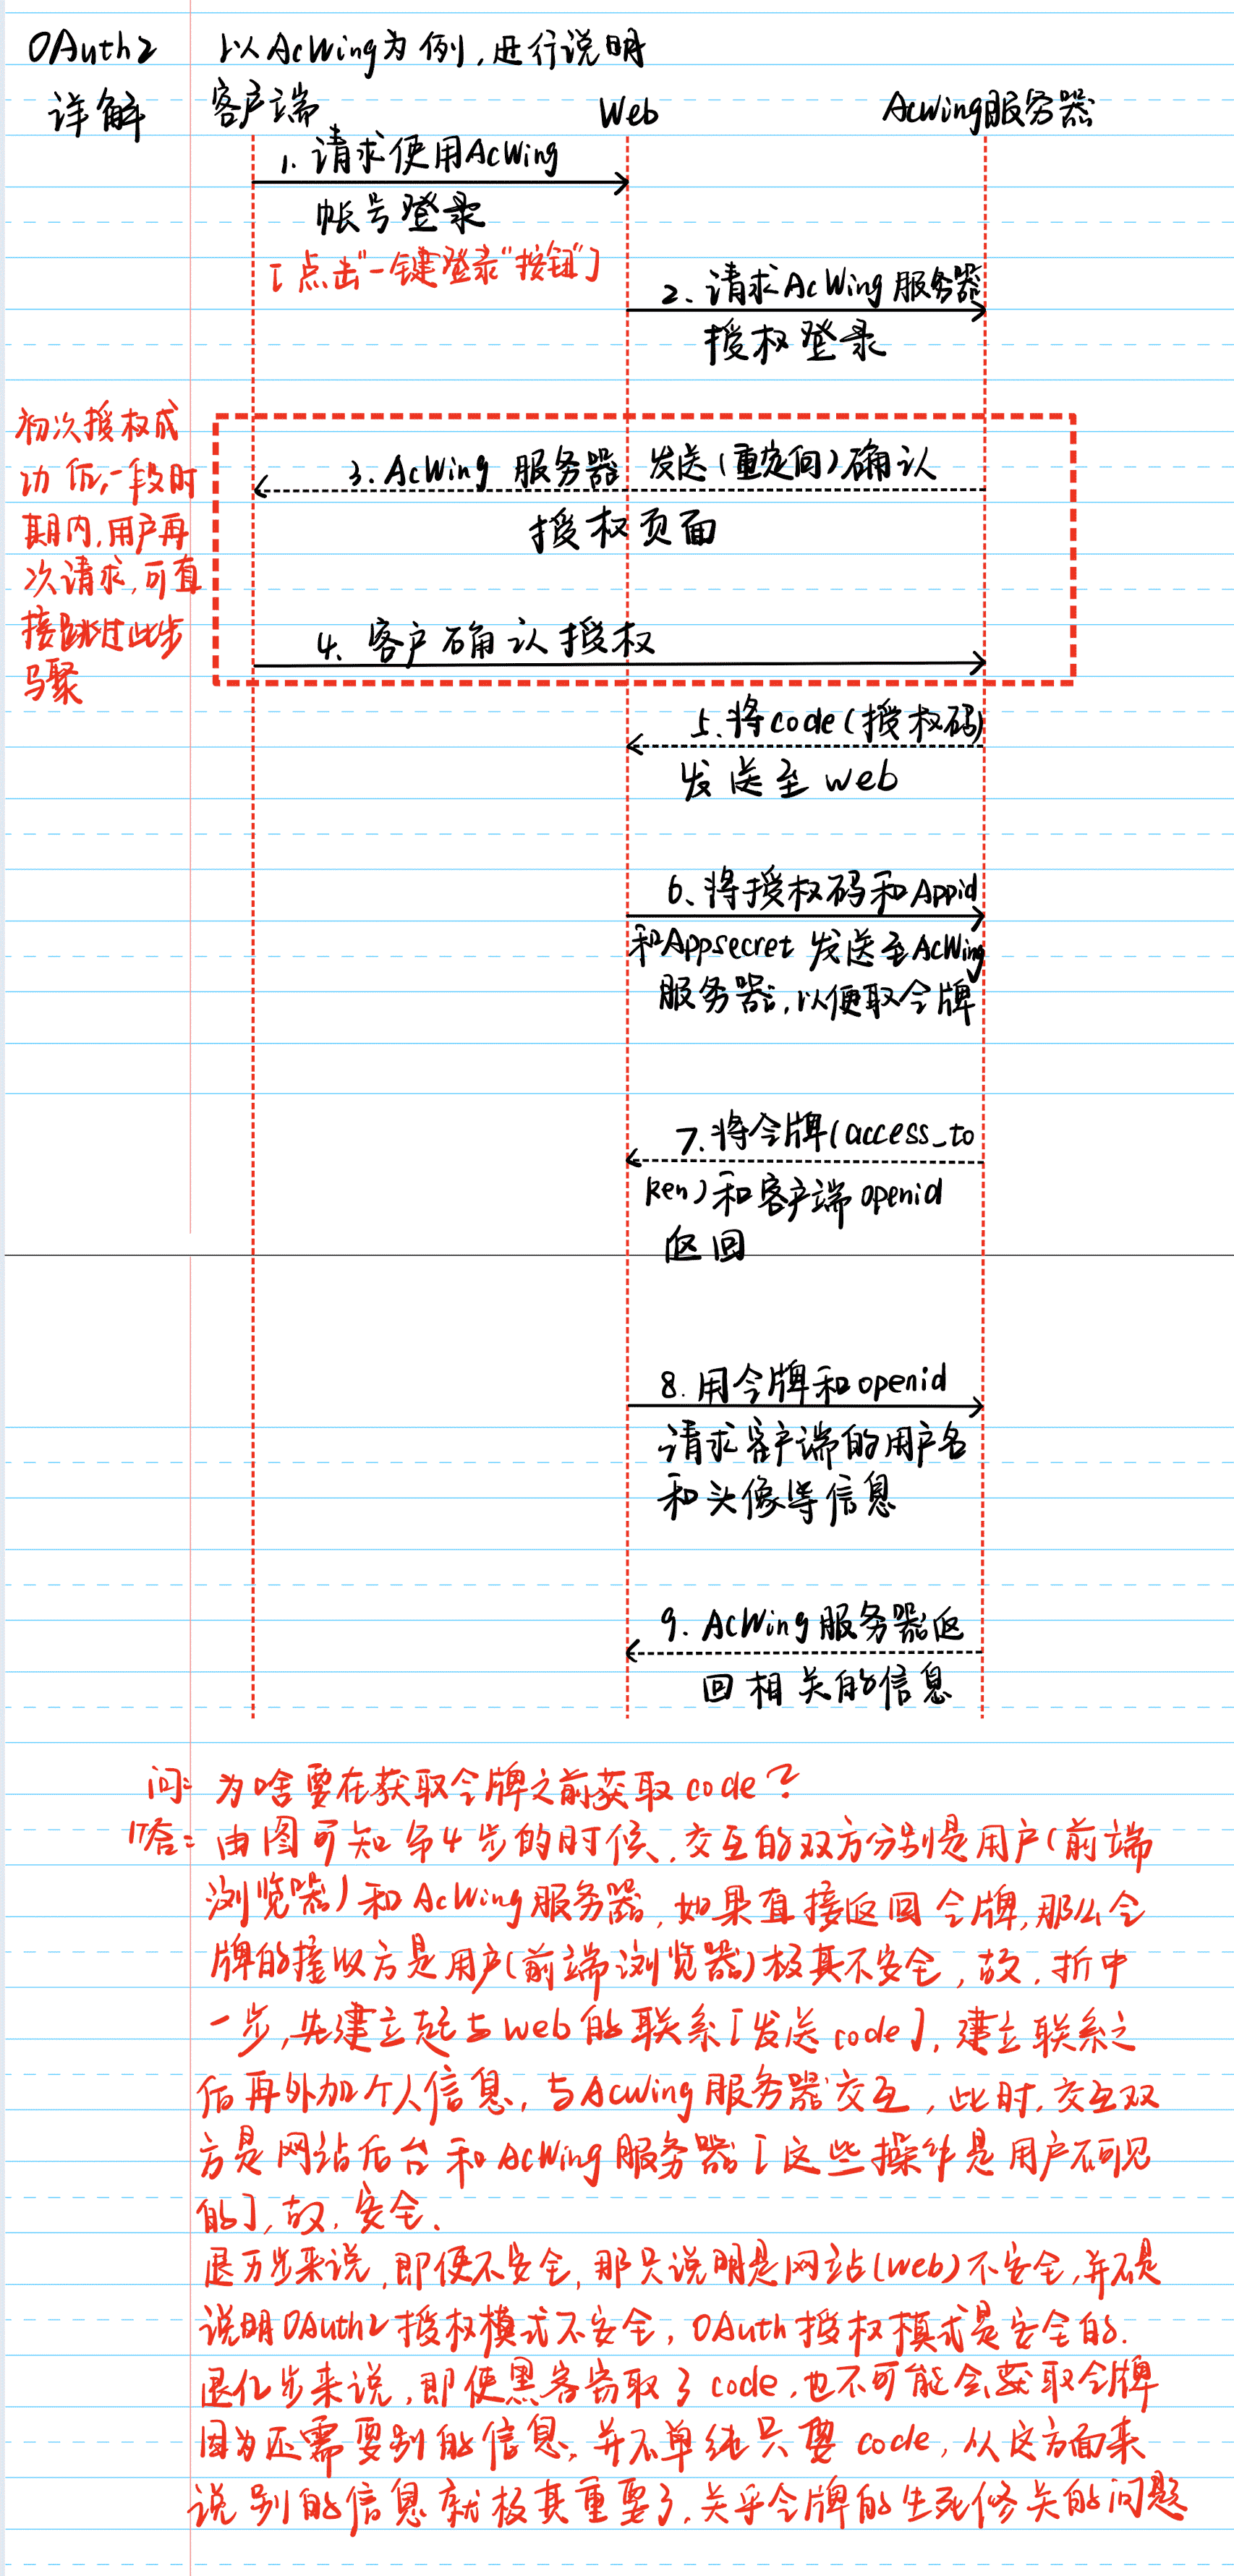 OAuth2
详解
以AcWing为例,进行说明
客户端
Web
AcWing服务器
1. 请求使用AcWing
帐号登录
[点击"一键登录"按钮]
2. 请求AcWing服务器
授权登录
初次授权成
功后,一段时
期内,用户再
次请求,可直
接跳过此步
骤
3. AcWing 服务器 发送(重定向)确认
授权页面
4. 客户确认授权
5. 将code(授权码)
发送至 web
6. 将授权码和Appid
和Appsecret 发送至AcWing
服务器,以便取令牌
7. 将令牌(access_to
ken)和客户端openid
返回
8. 用令牌和openid
请求客户端的用户名
和头像等信息
9. AcWing服务器返
回相关的信息
问: 为啥要在获取令牌之前获取code?
答: 由图可知第4步的时候,交互的双方分别是用户(前端
浏览器)和AcWing服务器,如果直接返回令牌,那么令
牌的接收方是用户(前端浏览器)极其不安全,故,折中
一步,先建立起与web的联系[发送code],建立联系之
后再外加个人信息,与AcWing服务器交互,此时,交互双
方是网站后台和AcWing服务器[这些操作是用户不可见
的],故,安全.
退万步来说,即便不安全,那只说明是网站(web)不安全,并不是
说明OAuth2授权模式不安全,OAuth授权模式是安全的.
退亿步来说,即使黑客窃取了code,也不可能会获取令牌
因为还需要别的信息,并不单纯只要code,从这方面来
说别的信息就极其重要了,关乎令牌的生死攸关的问题